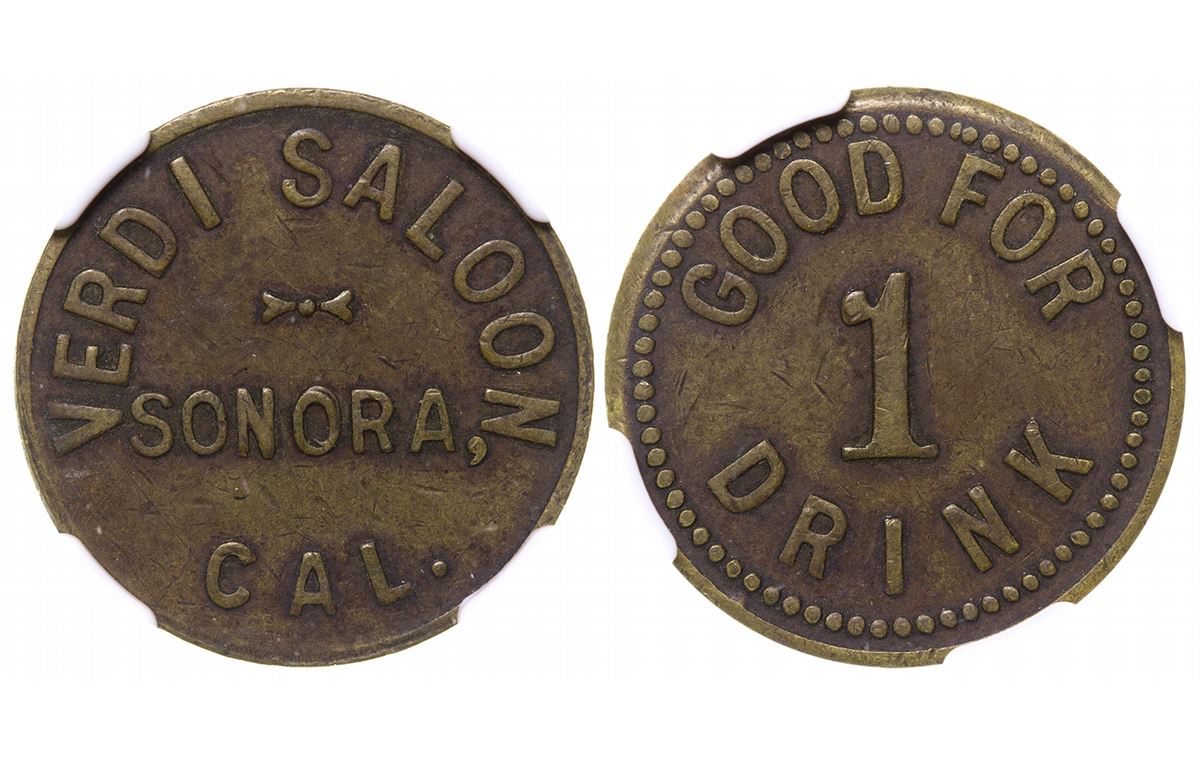 VERDI SALOON
SONORA,
CAL.
GOOD FOR
1
DRINK